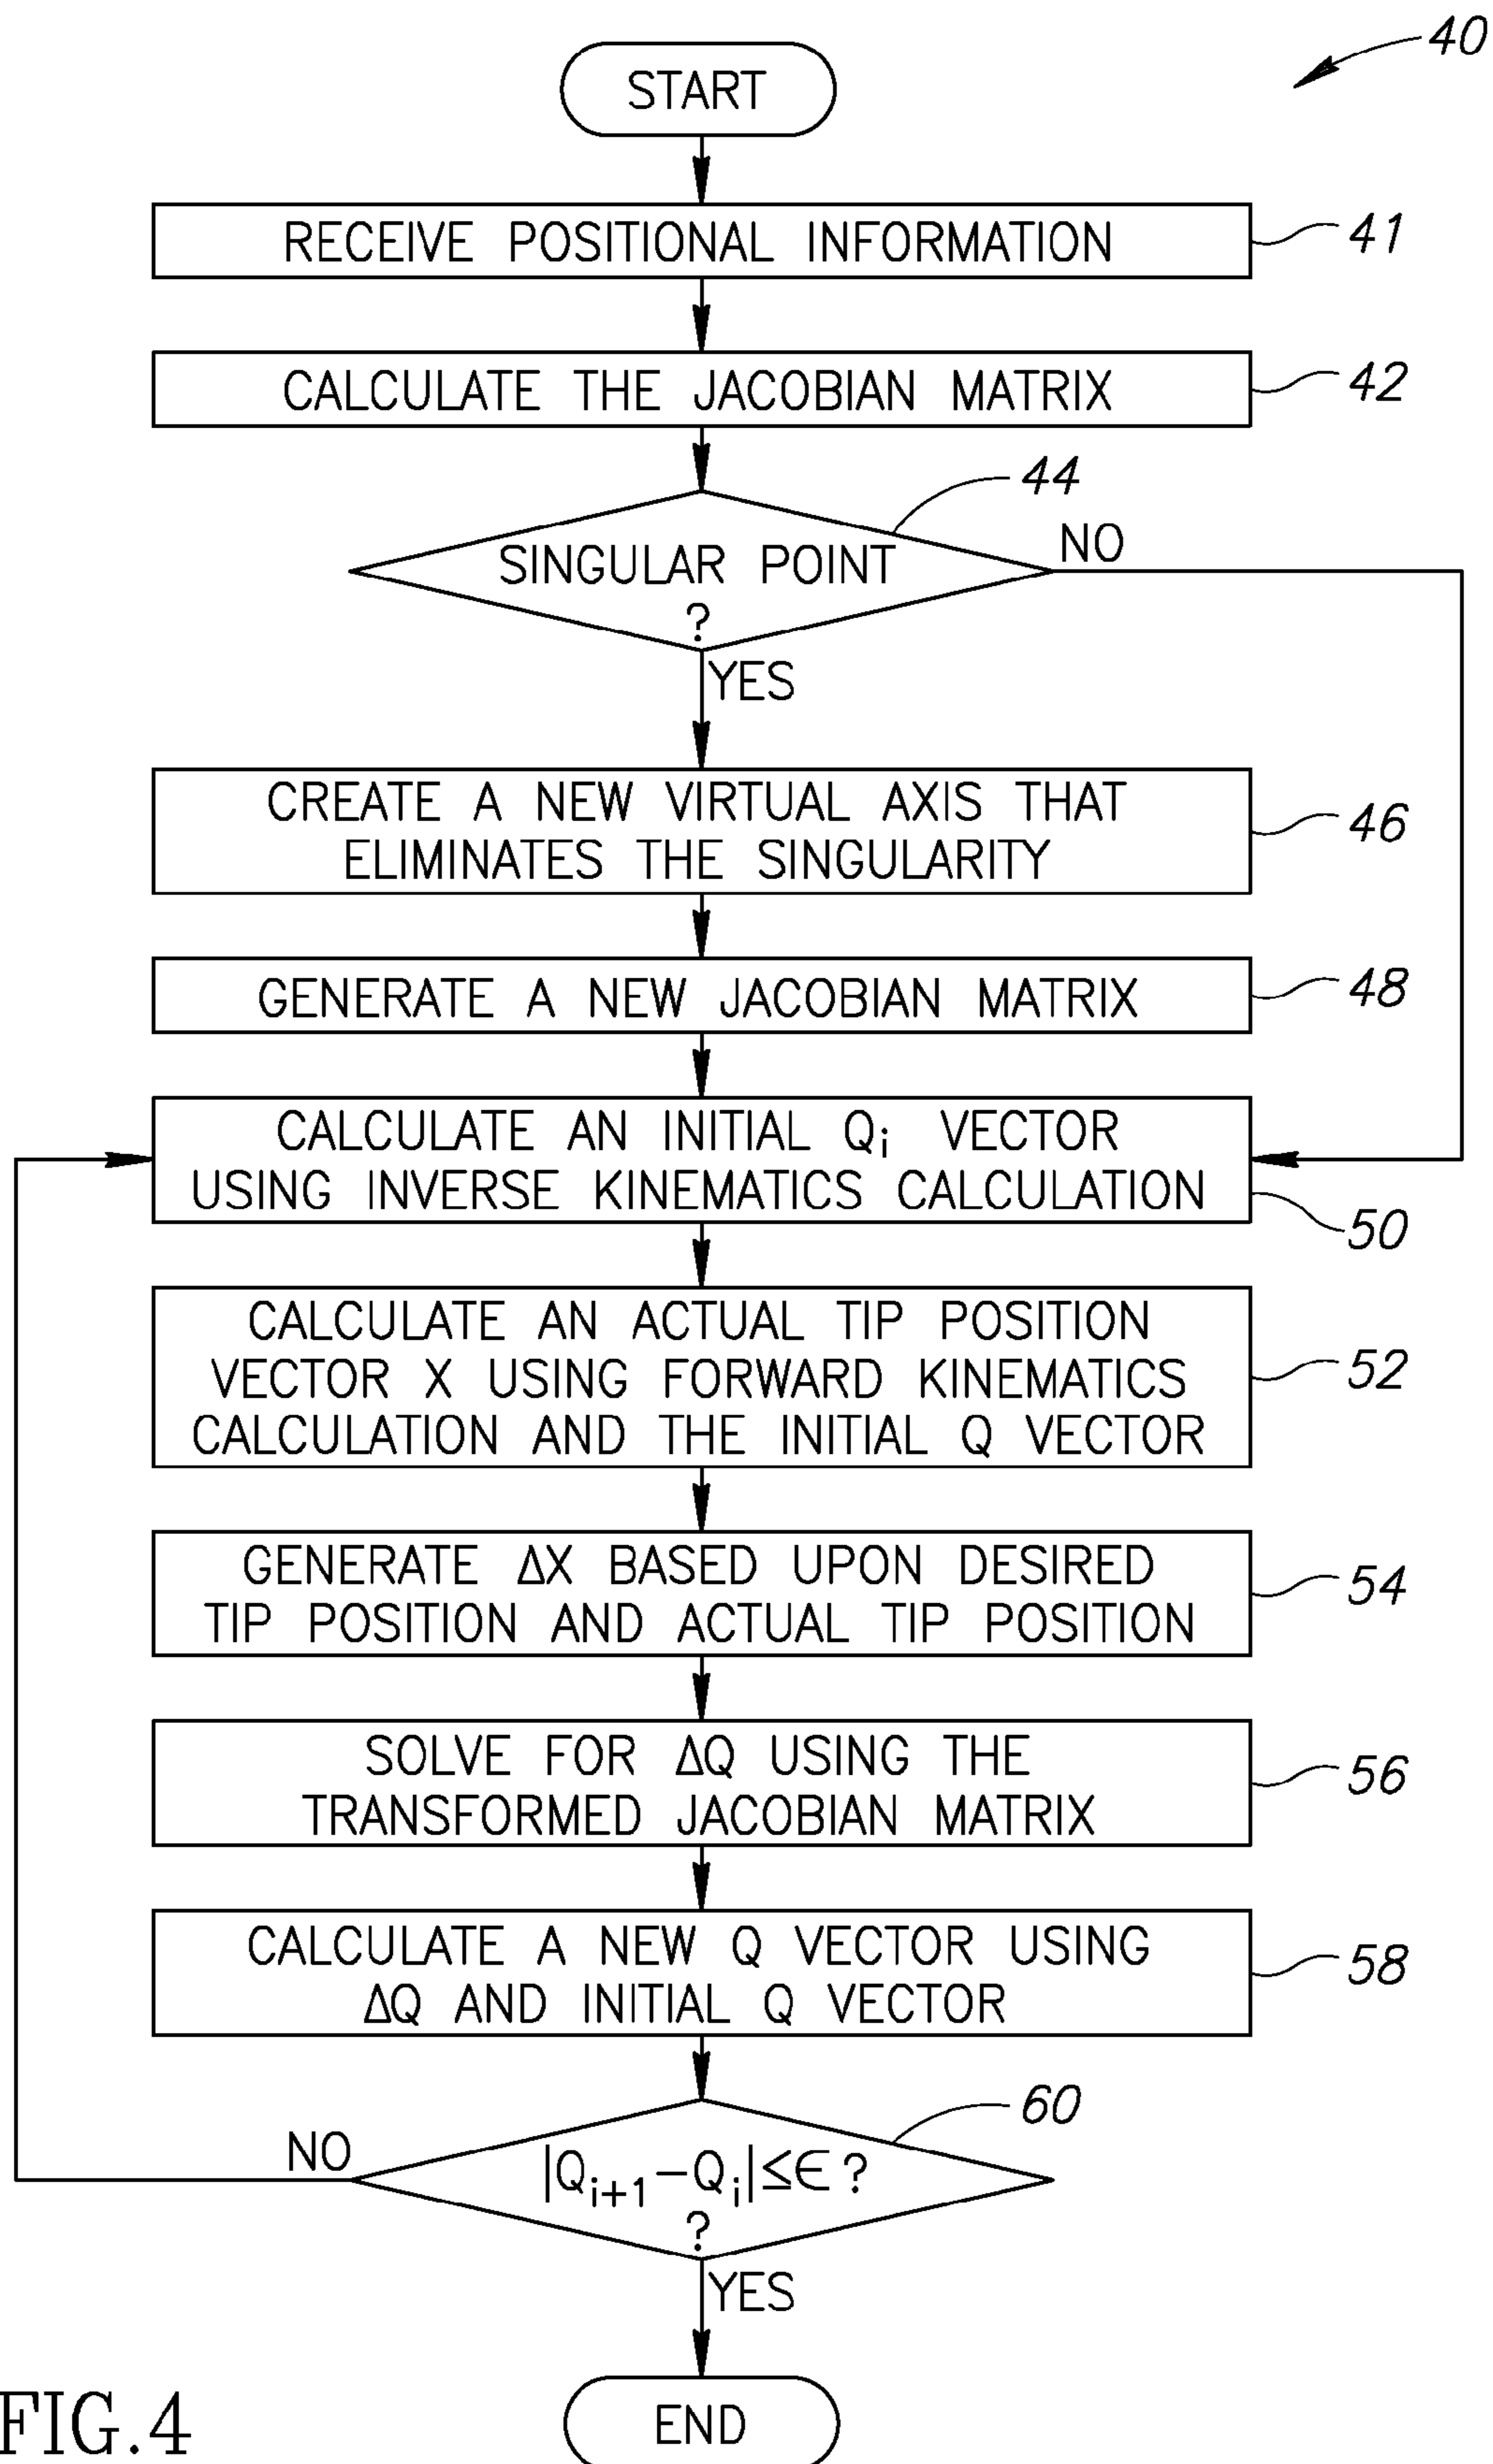 40
START
RECEIVE POSITIONAL INFORMATION
41
CALCULATE THE JACOBIAN MATRIX
42
44
SINGULAR POINT
?
NO
YES
CREATE A NEW VIRTUAL AXIS THAT
ELIMINATES THE SINGULARITY
46
GENERATE A NEW JACOBIAN MATRIX
48
CALCULATE AN INITIAL Qi VECTOR
USING INVERSE KINEMATICS CALCULATION
50
CALCULATE AN ACTUAL TIP POSITION
VECTOR X USING FORWARD KINEMATICS
CALCULATION AND THE INITIAL Q VECTOR
52
GENERATE ΔX BASED UPON DESIRED
TIP POSITION AND ACTUAL TIP POSITION
54
SOLVE FOR ΔQ USING THE
TRANSFORMED JACOBIAN MATRIX
56
CALCULATE A NEW Q VECTOR USING
ΔQ AND INITIAL Q VECTOR
58
60
NO
|Qi+1−Qi|≤∈?
?
YES
END
FIG.4